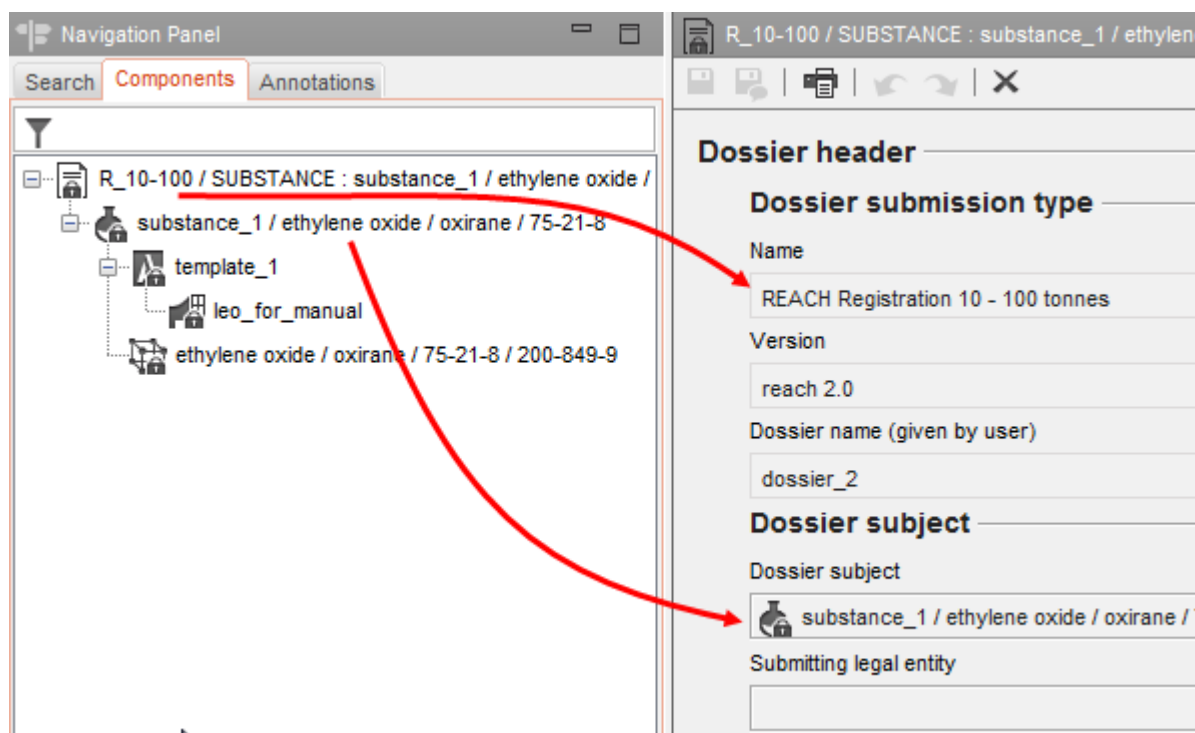 Navigation Panel
Search Components Annotations
R_10-100 / SUBSTANCE : substance_1 / ethylene oxide /
substance_1 / ethylene oxide / oxirane / 75-21-8
template_1
leo_for_manual
ethylene oxide / oxirane / 75-21-8 / 200-849-9
R_10-100 / SUBSTANCE : substance_1 / ethylen
Dossier header
Dossier submission type
Name
REACH Registration 10 - 100 tonnes
Version
reach 2.0
Dossier name (given by user)
dossier_2
Dossier subject
Dossier subject
substance_1 / ethylene oxide / oxirane /
Submitting legal entity